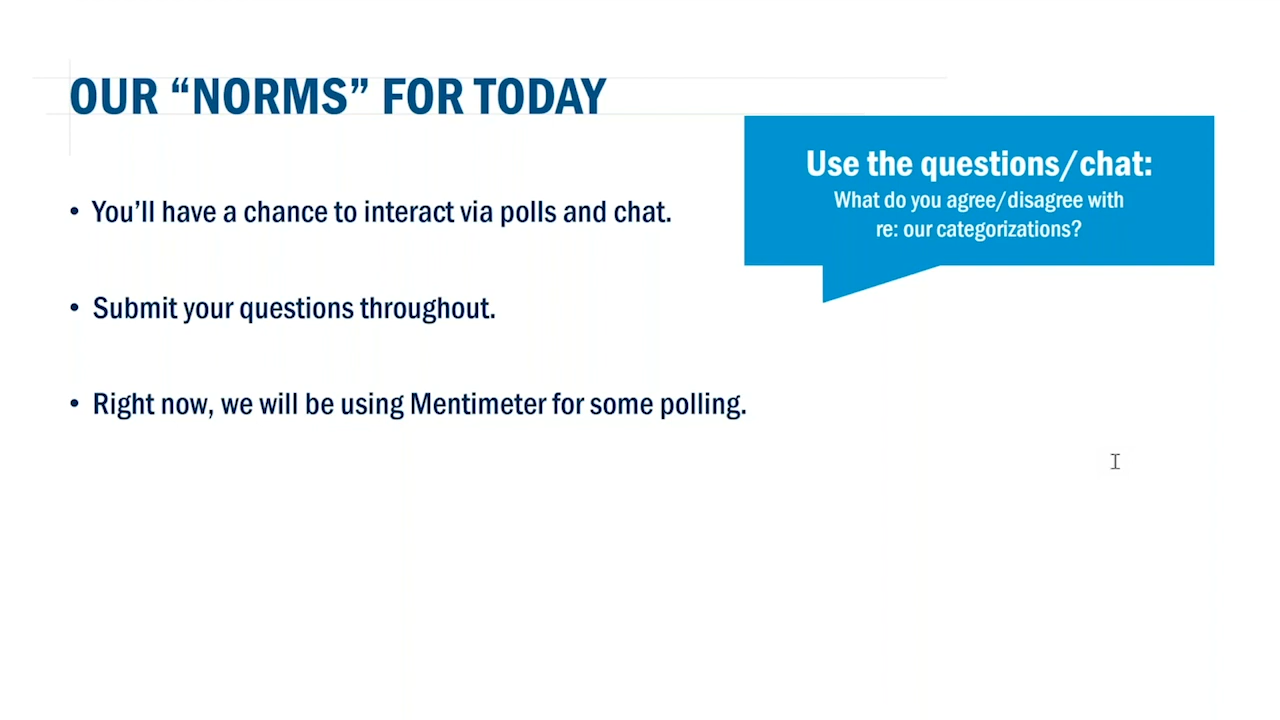 OUR “NORMS” FOR TODAY
Use the questions/chat:
What do you agree/disagree with
re: our categorizations?
• You’ll have a chance to interact via polls and chat.
• Submit your questions throughout.
• Right now, we will be using Mentimeter for some polling.